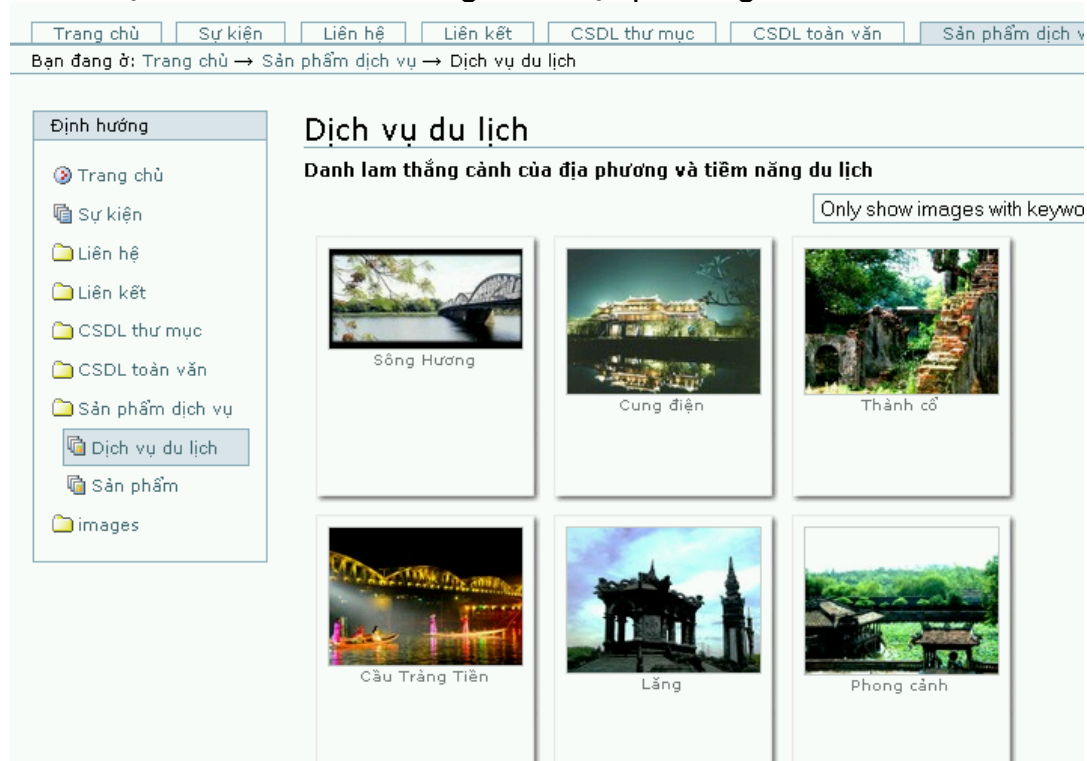 Trang chủ Sự kiện Liên hệ Liên kết CSDL thư mục CSDL toàn văn Sản phẩm dịch
Bạn đang ở: Trang chủ → Sản phẩm dịch vụ → Dịch vụ du lịch
Định hướng
Trang chủ
Sự kiện
Liên hệ
Liên kết
CSDL thư mục
CSDL toàn văn
Sản phẩm dịch vụ
Dịch vụ du lịch
Sản phẩm
images
Dịch vụ du lịch
Danh lam thắng cảnh của địa phương và tiềm năng du lịch
Only show images with keywo
Sông Hương
Cung điện
Thành cổ
Cầu Tràng Tiền
Lăng
Phong cảnh